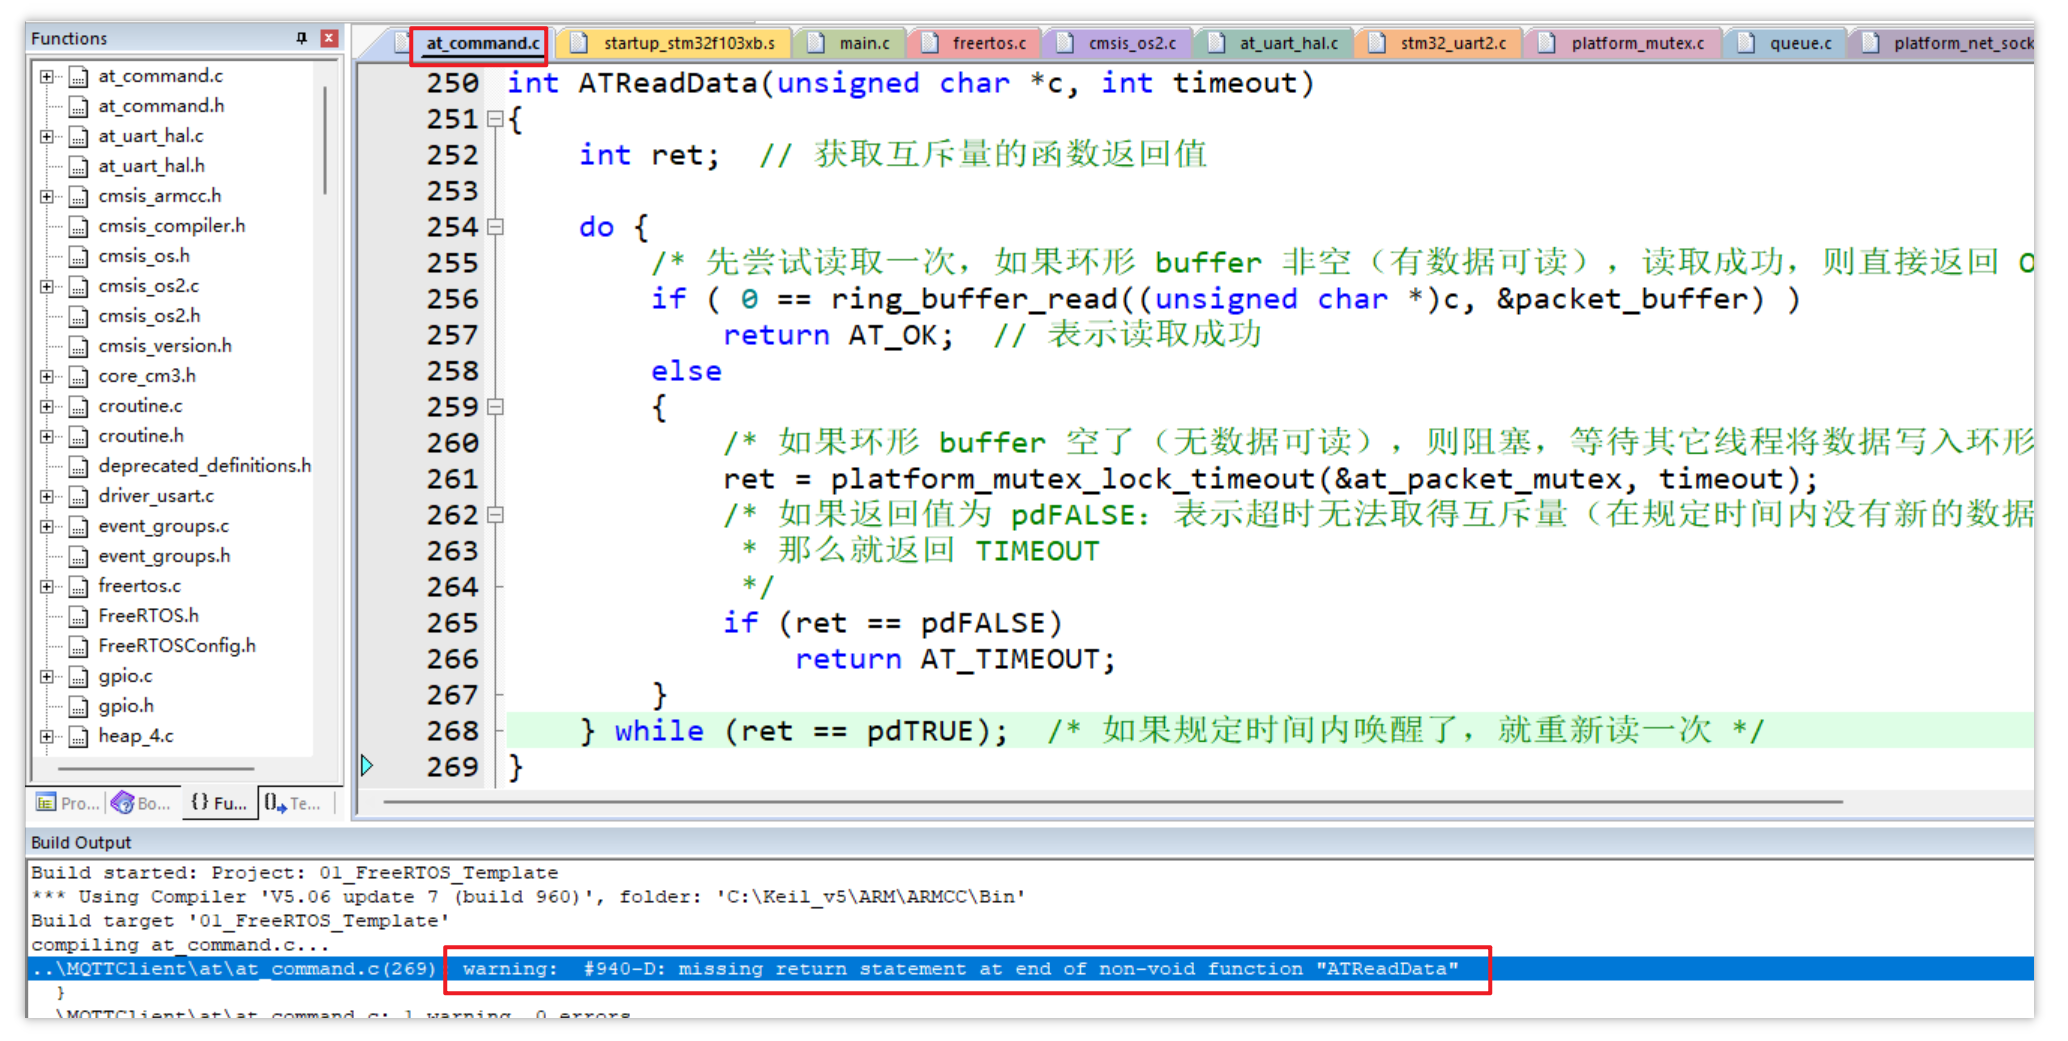 Functions
at_command.c
at_command.h
at_uart_hal.c
at_uart_hal.h
cmsis_armcc.h
cmsis_compiler.h
cmsis_os.h
cmsis_os2.c
cmsis_os2.h
cmsis_version.h
core_cm3.h
croutine.c
croutine.h
deprecated_definitions.h
driver_usart.c
event_groups.c
event_groups.h
freertos.c
FreeRTOS.h
FreeRTOSConfig.h
gpio.c
gpio.h
heap_4.c
Pro... Bo... {} Fu... Te...
at_command.c startup_stm32f103xb.s main.c freertos.c cmsis_os2.c at_uart_hal.c stm32_uart2.c platform_mutex.c queue.c platform_net_sock
250 int ATReadData(unsigned char *c, int timeout)
251 {
252 int ret; // 获取互斥量的函数返回值
253
254 do {
255 /* 先尝试读取一次，如果环形 buffer 非空（有数据可读），读取成功，则直接返回 O
256 if ( 0 == ring_buffer_read((unsigned char *)c, &packet_buffer) )
257 return AT_OK; // 表示读取成功
258 else
259 {
260 /* 如果环形 buffer 空了（无数据可读），则阻塞，等待其它线程将数据写入环形
261 ret = platform_mutex_lock_timeout(&at_packet_mutex, timeout);
262 /* 如果返回值为 pdFALSE：表示超时无法取得互斥量（在规定时间内没有新的数据
263 * 那么就返回 TIMEOUT
264 */
265 if (ret == pdFALSE)
266 return AT_TIMEOUT;
267 }
268 } while (ret == pdTRUE); /* 如果规定时间内唤醒了，就重新读一次 */
269 }
Build Output
Build started: Project: 01_FreeRTOS_Template
*** Using Compiler 'V5.06 update 7 (build 960)', folder: 'C:\Keil_v5\ARM\ARMCC\Bin'
Build target '01_FreeRTOS_Template'
compiling at_command.c...
..\MQTTClient\at\at_command.c(269): warning: #940-D: missing return statement at end of non-void function "ATReadData"
}
..\MQTTClient\at\at_command.c: 1 warning, 0 errors